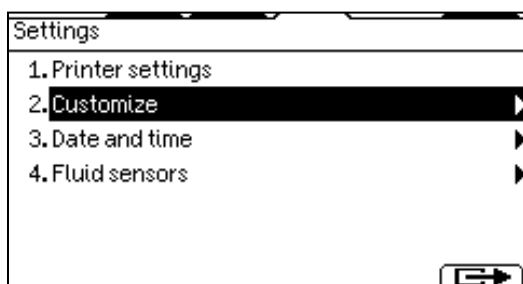 Settings
1. Printer settings
2. Customize
3. Date and time
4. Fluid sensors